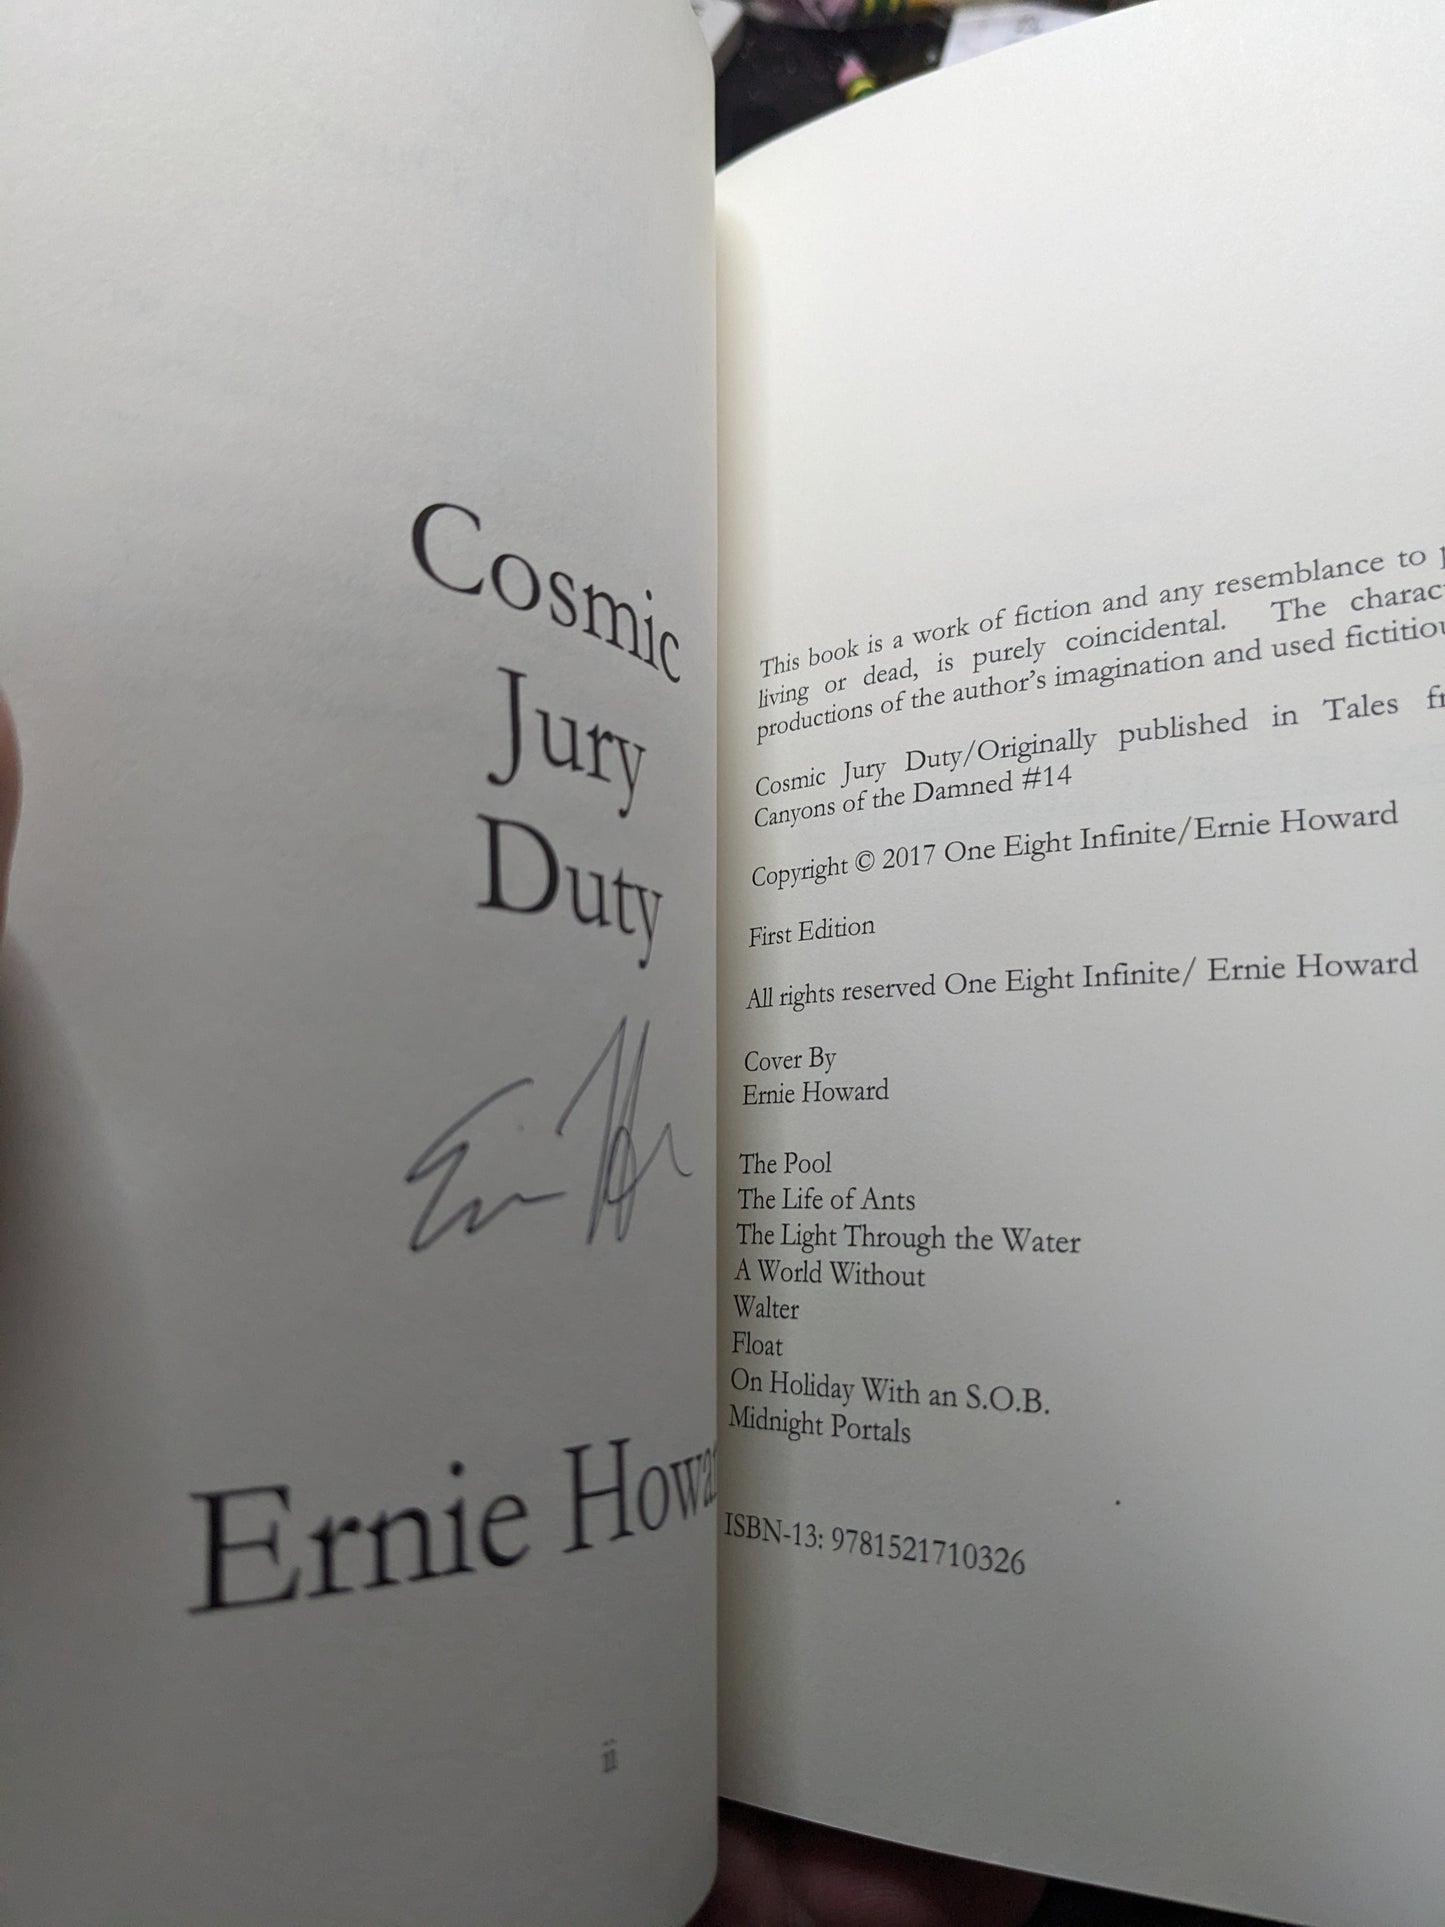 Cosmic
Jury
Duty
Ernie Howa
ii
This book is a work of fiction and any resemblance to
living or dead, is purely coincidental. The charac
productions of the author's imagination and used fictitiou
Cosmic Jury Duty/Originally published in Tales fr
Canyons of the Damned #14
Copyright © 2017 One Eight Infinite/Ernie Howard
First Edition
All rights reserved One Eight Infinite/ Ernie Howard
Cover By
Ernie Howard
The Pool
The Life of Ants
The Light Through the Water
A World Without
Walter
Float
On Holiday With an S.O.B.
Midnight Portals
ISBN-13: 9781521710326